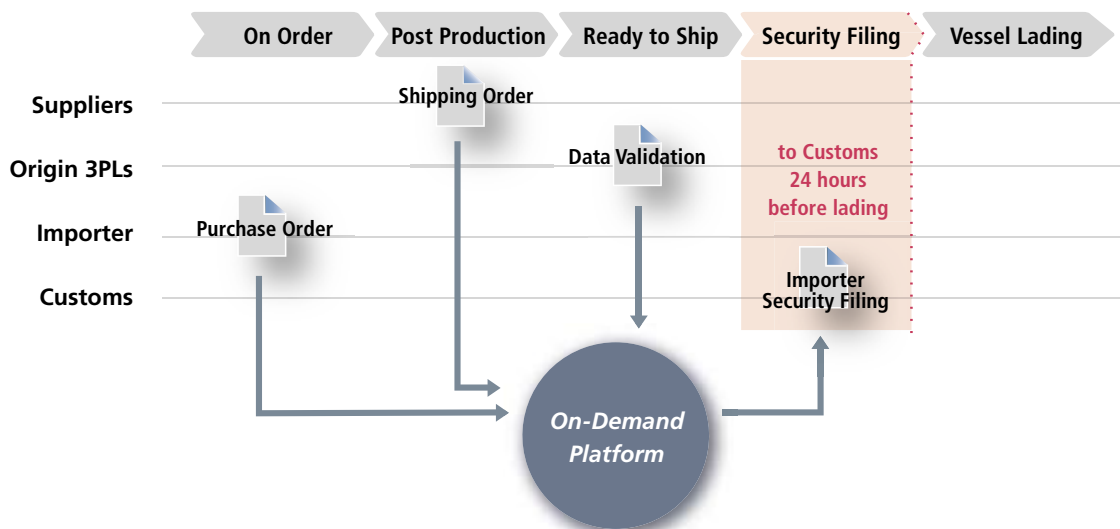 On Order
Post Production
Ready to Ship
Security Filing
Vessel Lading
Suppliers
Shipping Order
Origin 3PLs
Data Validation
to Customs
24 hours
before lading
Importer
Purchase Order
Customs
Importer
Security Filing
On-Demand
Platform